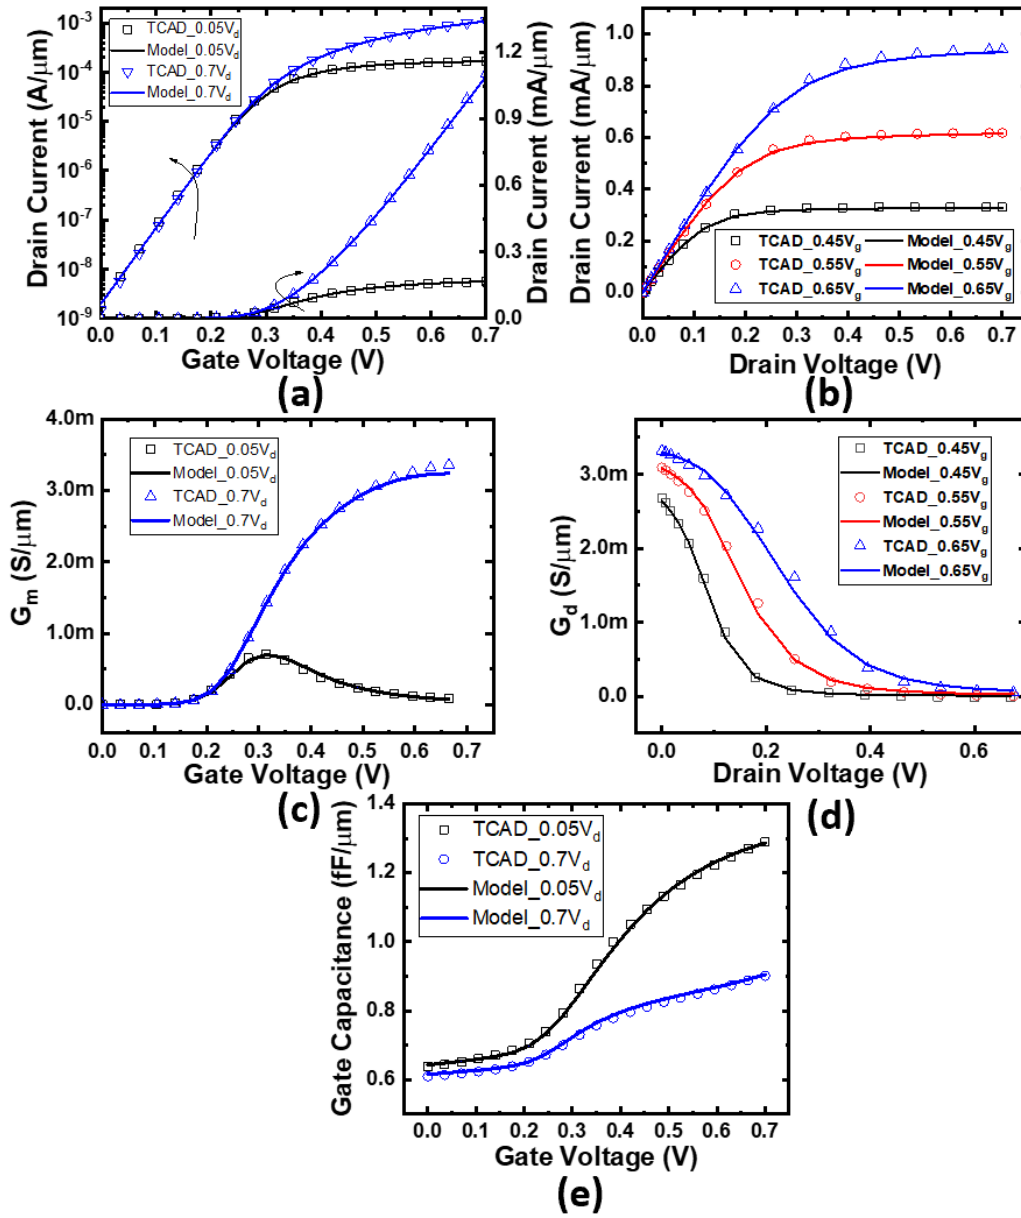 10⁻³
10⁻⁴
10⁻⁵
10⁻⁶
10⁻⁷
10⁻⁸
10⁻⁹
Drain Current (A/μm)
TCAD_0.05V_d
Model_0.05V_d
TCAD_0.7V_d
Model_0.7V_d
1.2
0.9
0.6
0.3
0.0
Drain Current (mA/μm)
0.0 0.1 0.2 0.3 0.4 0.5 0.6 0.7
Gate Voltage (V)
(a)
1.0
0.8
0.6
0.4
0.2
0.0
Drain Current (mA/μm)
TCAD_0.45V_g Model_0.45V_g
TCAD_0.55V_g Model_0.55V_g
TCAD_0.65V_g Model_0.65V_g
0.0 0.1 0.2 0.3 0.4 0.5 0.6 0.7
Drain Voltage (V)
(b)
4.0m
3.0m
2.0m
1.0m
0.0
G_m (S/μm)
TCAD_0.05V_d
Model_0.05V_d
TCAD_0.7V_d
Model_0.7V_d
0.0 0.1 0.2 0.3 0.4 0.5 0.6 0.7
Gate Voltage (V)
(c)
3.0m
2.0m
1.0m
0.0
G_d (S/μm)
TCAD_0.45V_g
Model_0.45V_g
TCAD_0.55V_g
Model_0.55V_g
TCAD_0.65V_g
Model_0.65V_g
0.0 0.2 0.4 0.6
Drain Voltage (V)
(d)
1.4
1.2
1.0
0.8
0.6
Gate Capacitance (fF/μm)
TCAD_0.05V_d
TCAD_0.7V_d
Model_0.05V_d
Model_0.7V_d
0.0 0.1 0.2 0.3 0.4 0.5 0.6 0.7
Gate Voltage (V)
(e)